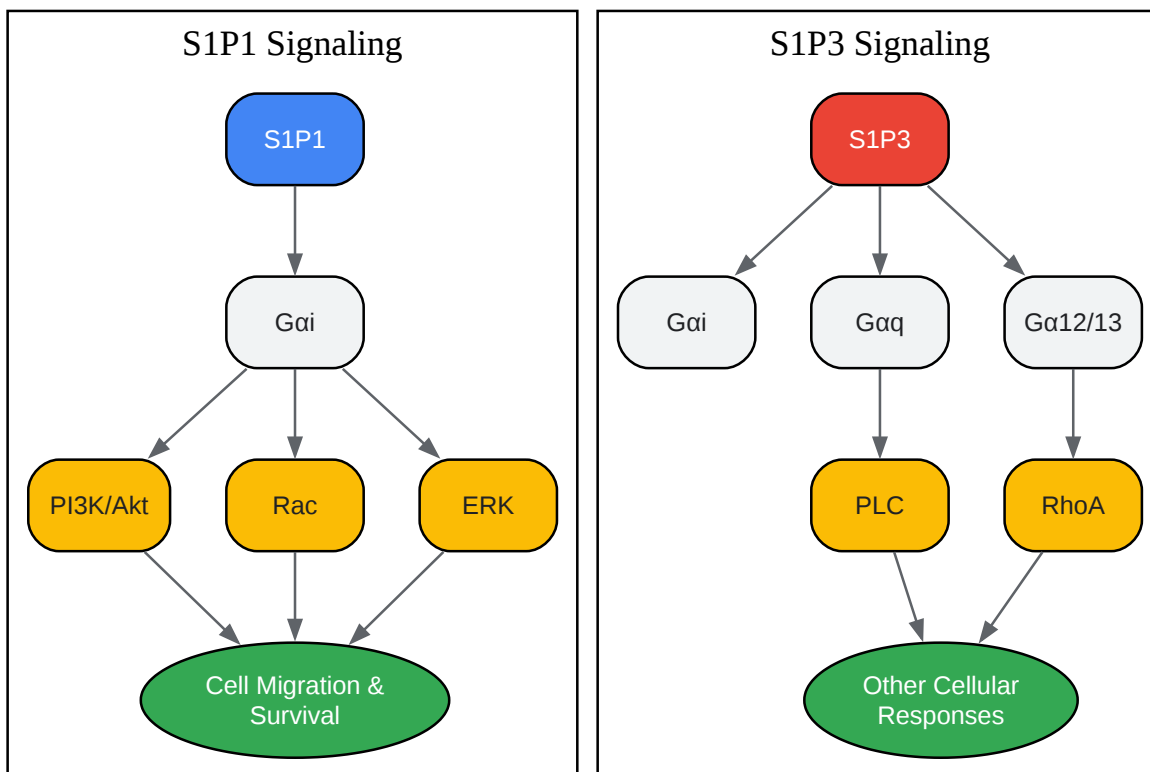 S1P1 Signaling
S1P1
Gαi
PI3K/Akt
Rac
ERK
Cell Migration &
Survival
S1P3 Signaling
S1P3
Gαi
Gαq
Gα12/13
PLC
RhoA
Other Cellular
Responses